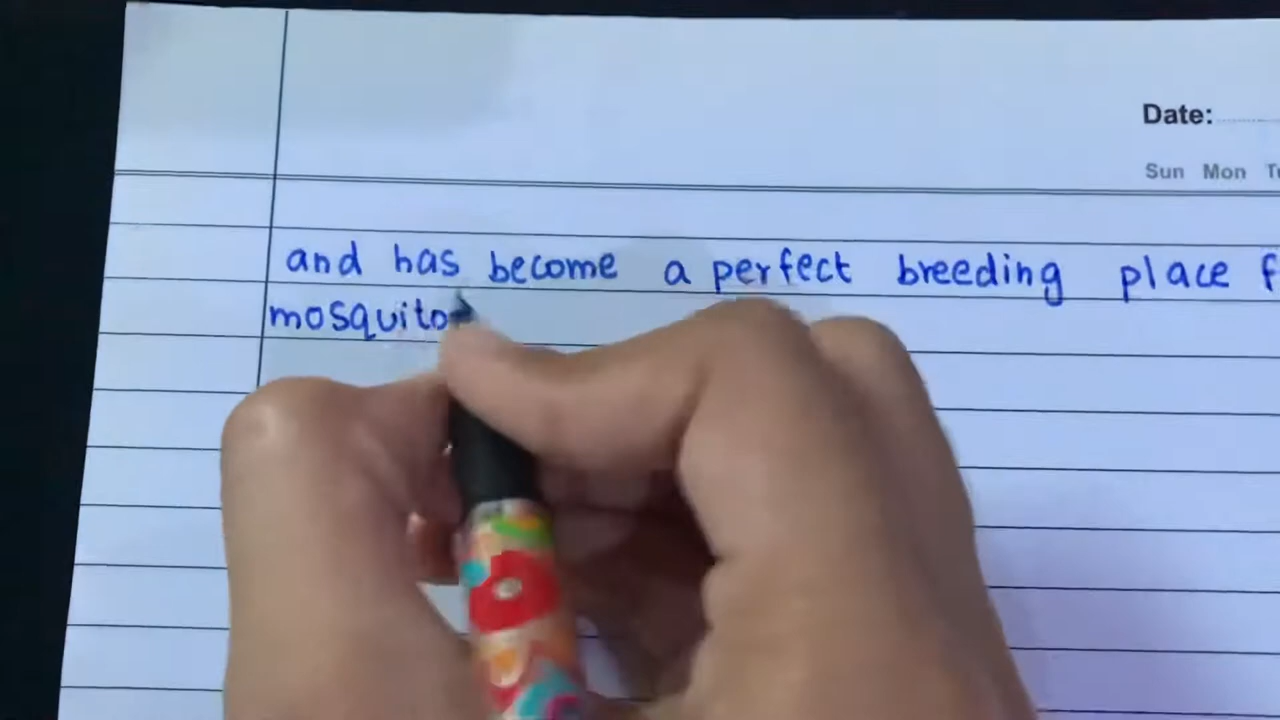 Date:
Sun Mon
and has become a perfect breeding place
mosquito